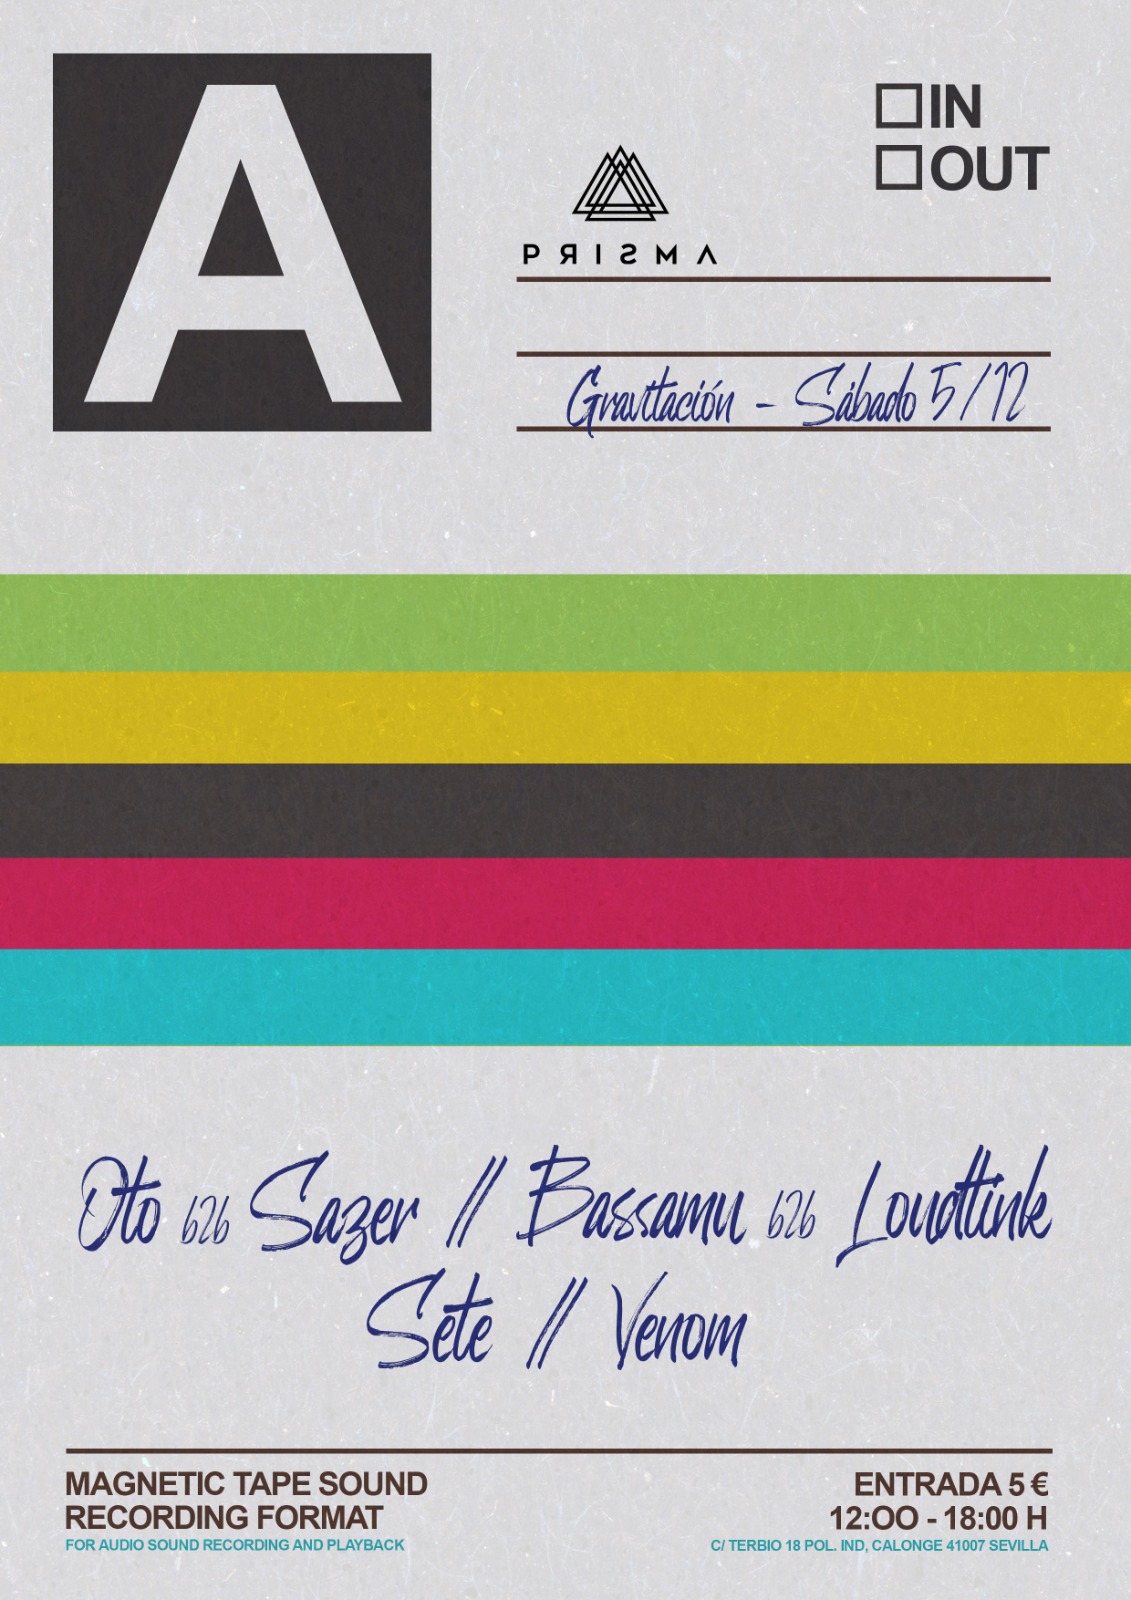 A
IN
OUT
PRISMA
Gravitación - Sábado 5/12
Oto b2b Sazer // Bassamu b2b Loudtink
Sete // Venom
MAGNETIC TAPE SOUND
RECORDING FORMAT
FOR AUDIO SOUND RECORDING AND PLAYBACK
ENTRADA 5 €
12:OO - 18:00 H
C/ TERBIO 18 POL. IND, CALONGE 41007 SEVILLA